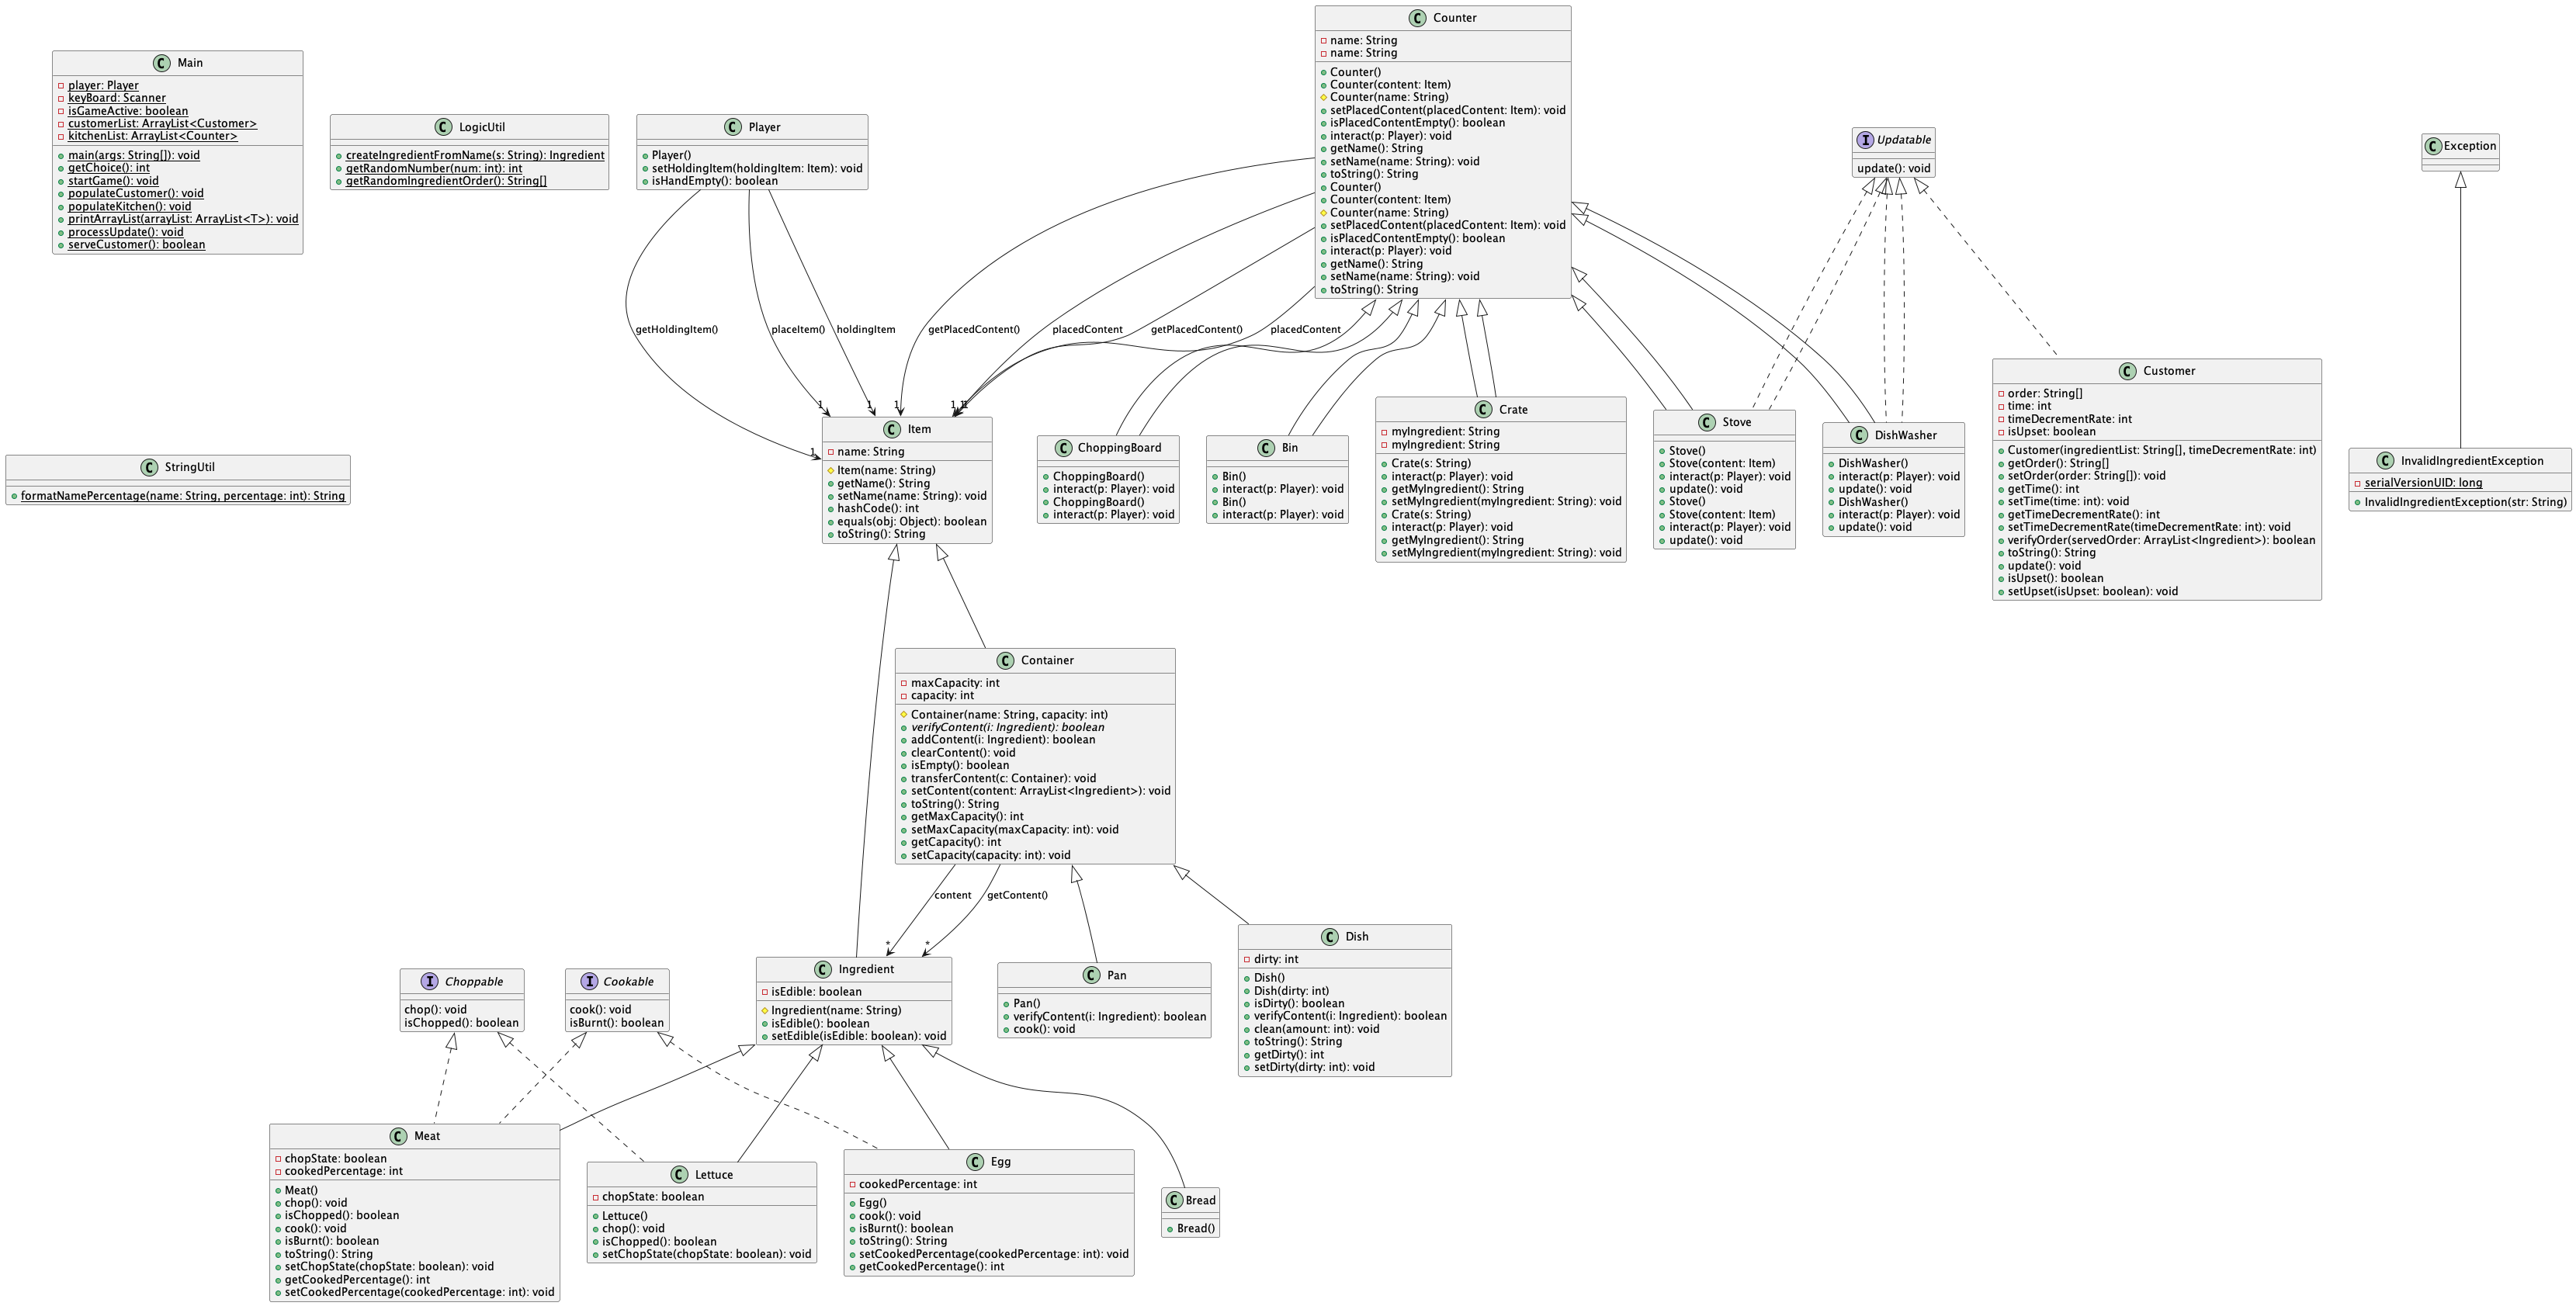 Counter
name: String
name: String
Counter()
Counter(content: Item)
Counter(name: String)
setPlacedContent(placedContent: Item): void
isPlacedContentEmpty(): boolean
interact(p: Player): void
getName(): String
setName(name: String): void
toString(): String
Counter()
Counter(content: Item)
Counter(name: String)
setPlacedContent(placedContent: Item): void
isPlacedContentEmpty(): boolean
interact(p: Player): void
getName(): String
setName(name: String): void
toString(): String
Main
player: Player
keyBoard: Scanner
isGameActive: boolean
customerList: ArrayList<Customer>
kitchenList: ArrayList<Counter>
main(args: String[]): void
getChoice(): int
startGame(): void
populateCustomer(): void
populateKitchen(): void
printArrayList(arrayList: ArrayList<T>): void
processUpdate(): void
serveCustomer(): boolean
LogicUtil
createIngredientFromName(s: String): Ingredient
getRandomNumber(num: int): int
getRandomIngredientOrder(): String[]
Player
Player()
setHoldingItem(holdingItem: Item): void
isHandEmpty(): boolean
Updatable
update(): void
Exception
getHoldingItem()
placeItem()
holdingItem
getPlacedContent()
placedContent
getPlacedContent()
placedContent
1
1
1
1
1
1
1
StringUtil
formatNamePercentage(name: String, percentage: int): String
Item
name: String
Item(name: String)
getName(): String
setName(name: String): void
hashCode(): int
equals(obj: Object): boolean
toString(): String
ChoppingBoard
ChoppingBoard()
interact(p: Player): void
ChoppingBoard()
interact(p: Player): void
Bin
Bin()
interact(p: Player): void
Bin()
interact(p: Player): void
Crate
myIngredient: String
myIngredient: String
Crate(s: String)
interact(p: Player): void
getMyIngredient(): String
setMyIngredient(myIngredient: String): void
Crate(s: String)
interact(p: Player): void
getMyIngredient(): String
setMyIngredient(myIngredient: String): void
Stove
Stove()
Stove(content: Item)
interact(p: Player): void
update(): void
Stove()
Stove(content: Item)
interact(p: Player): void
update(): void
DishWasher
DishWasher()
interact(p: Player): void
update(): void
DishWasher()
interact(p: Player): void
update(): void
Customer
order: String[]
time: int
timeDecrementRate: int
isUpset: boolean
Customer(ingredientList: String[], timeDecrementRate: int)
getOrder(): String[]
setOrder(order: String[]): void
getTime(): int
setTime(time: int): void
getTimeDecrementRate(): int
setTimeDecrementRate(timeDecrementRate: int): void
verifyOrder(servedOrder: ArrayList<Ingredient>): boolean
toString(): String
update(): void
isUpset(): boolean
setUpset(isUpset: boolean): void
InvalidIngredientException
serialVersionUID: long
InvalidIngredientException(str: String)
Container
maxCapacity: int
capacity: int
Container(name: String, capacity: int)
verifyContent(i: Ingredient): boolean
addContent(i: Ingredient): boolean
clearContent(): void
isEmpty(): boolean
transferContent(c: Container): void
setContent(content: ArrayList<Ingredient>): void
toString(): String
getMaxCapacity(): int
setMaxCapacity(maxCapacity: int): void
getCapacity(): int
setCapacity(capacity: int): void
content
getContent()
*
*
Choppable
chop(): void
isChopped(): boolean
Cookable
cook(): void
isBurnt(): boolean
Ingredient
isEdible: boolean
Ingredient(name: String)
isEdible(): boolean
setEdible(isEdible: boolean): void
Pan
Pan()
verifyContent(i: Ingredient): boolean
cook(): void
Dish
dirty: int
Dish()
Dish(dirty: int)
isDirty(): boolean
verifyContent(i: Ingredient): boolean
clean(amount: int): void
toString(): String
getDirty(): int
setDirty(dirty: int): void
Meat
chopState: boolean
cookedPercentage: int
Meat()
chop(): void
isChopped(): boolean
cook(): void
isBurnt(): boolean
toString(): String
setChopState(chopState: boolean): void
getCookedPercentage(): int
setCookedPercentage(cookedPercentage: int): void
Lettuce
chopState: boolean
Lettuce()
chop(): void
isChopped(): boolean
setChopState(chopState: boolean): void
Egg
cookedPercentage: int
Egg()
cook(): void
isBurnt(): boolean
toString(): String
setCookedPercentage(cookedPercentage: int): void
getCookedPercentage(): int
Bread
Bread()